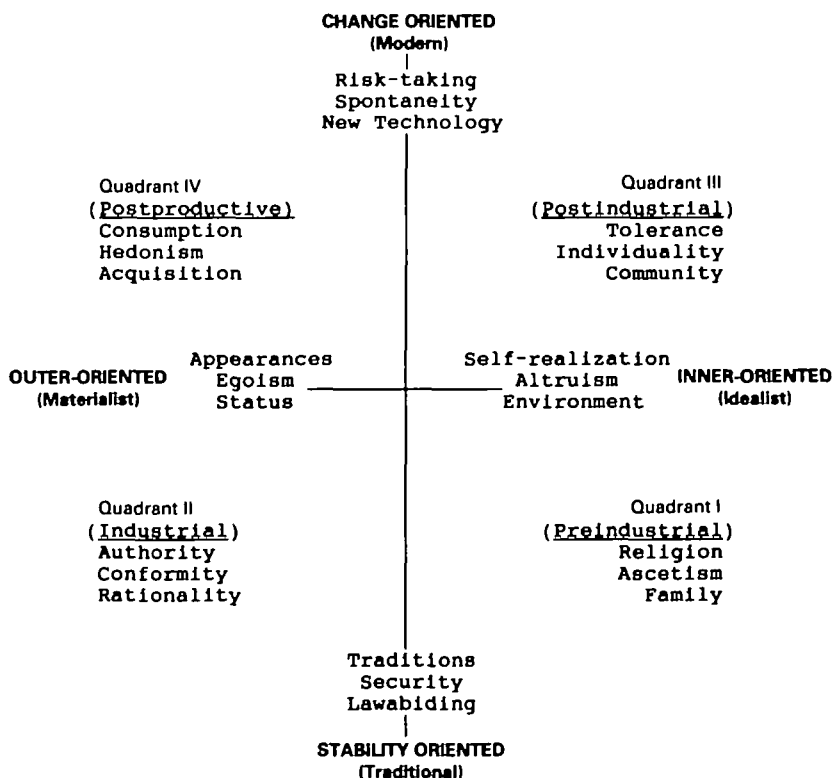 CHANGE ORIENTED
(Modern)
Risk-taking
Spontaneity
New Technology
Quadrant IV
(Postproductive)
Consumption
Hedonism
Acquisition
Quadrant III
(Postindustrial)
Tolerance
Individuality
Community
OUTER-ORIENTED
(Materialist)
Appearances
Egoism
Status
Self-realization
Altruism
Environment
INNER-ORIENTED
(Idealist)
Quadrant II
(Industrial)
Authority
Conformity
Rationality
Quadrant I
(Preindustrial)
Religion
Ascetism
Family
Traditions
Security
Lawabiding
STABILITY ORIENTED
(Traditional)